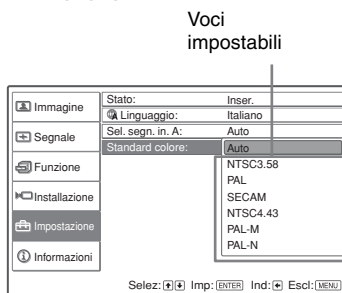 Voci
impostabili
Immagine
Segnale
Funzione
Installazione
Impostazione
Informazioni
Stato: Inser.
Linguaggio: Italiano
Sel. segn. in. A: Auto
Standard colore: Auto
NTSC3.58
PAL
SECAM
NTSC4.43
PAL-M
PAL-N
Selez: Imp: ENTER Ind: Escl: MENU